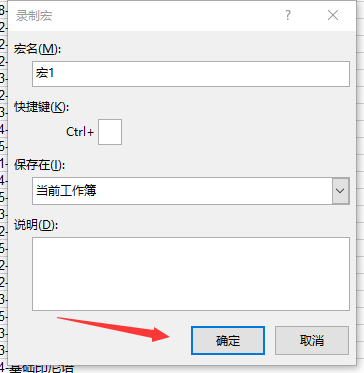 录制宏
?
宏名(M):
宏1
快捷键(K):
Ctrl+
保存在(I):
当前工作簿
说明(D):
确定
取消